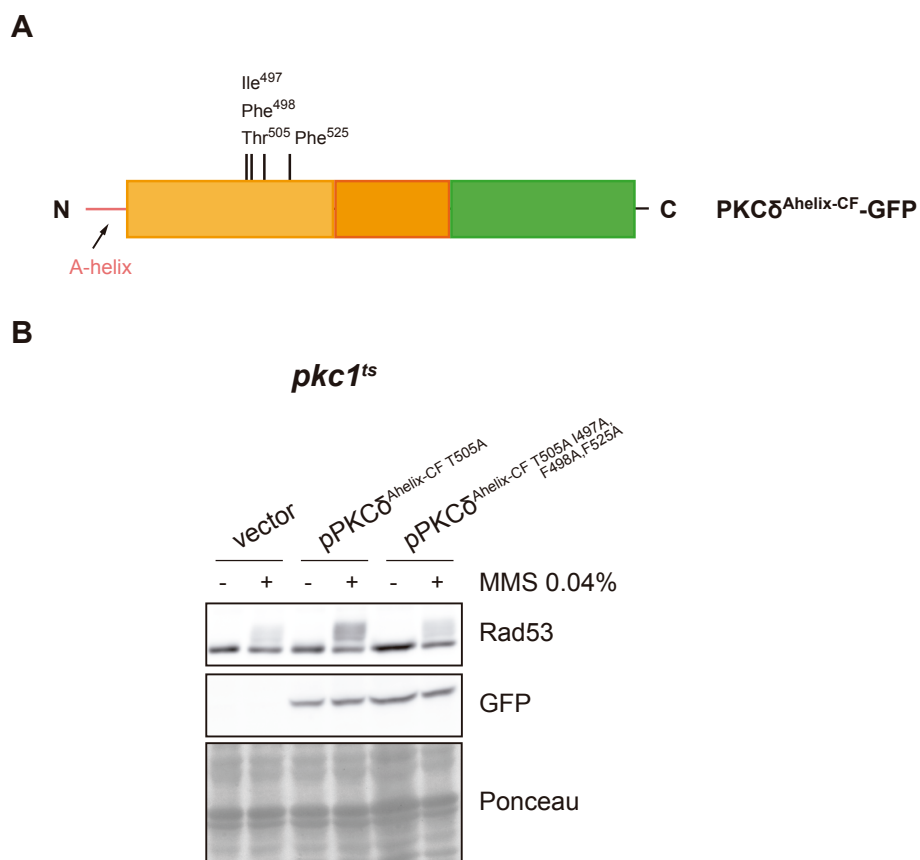 A
Ile⁴⁹⁷
Phe⁴⁹⁸
Thr⁵⁰⁵ Phe⁵²⁵
N
C
PKCδᴬʰᵉˡⁱˣ⁻ᶜᶠ-GFP
A-helix
B
pkc1ᵗˢ
vector
pPKCδAhelix-CF T505A
pPKCδAhelix-CF T505A I497A,
F498A,F525A
- + - + - + MMS 0.04%
Rad53
GFP
Ponceau